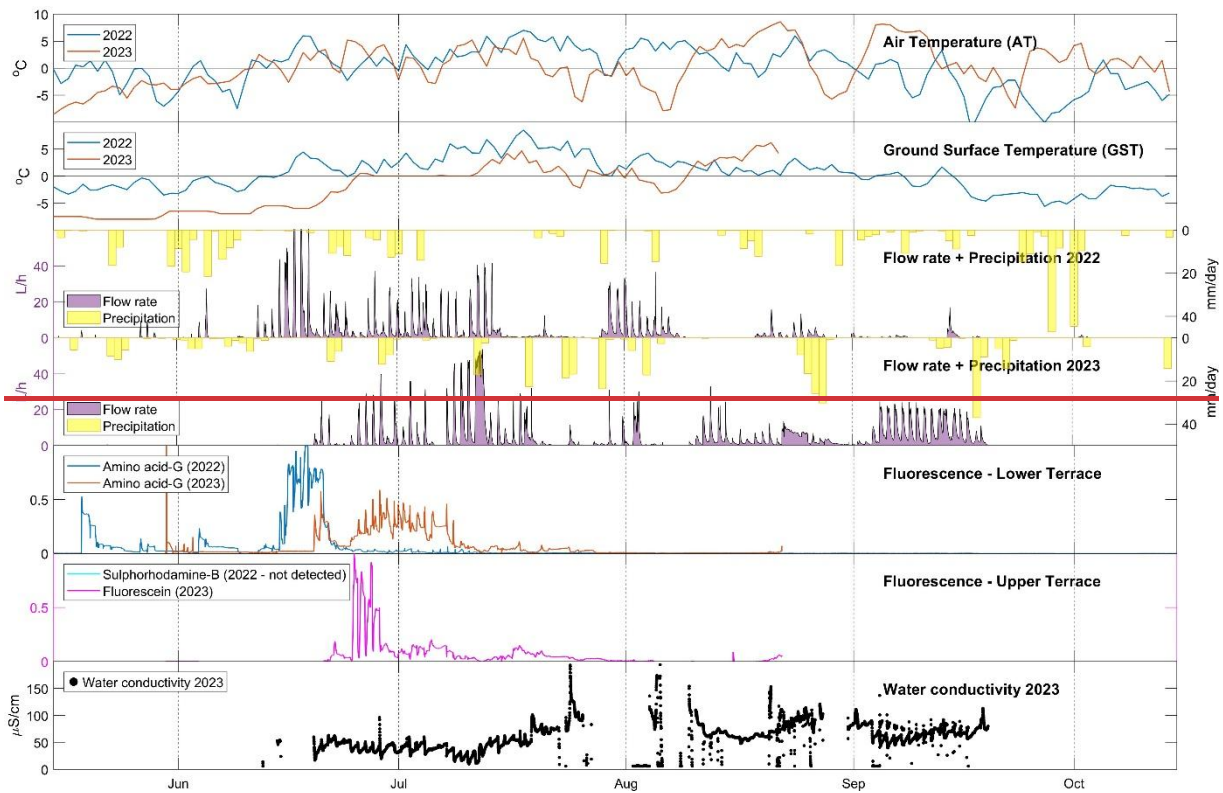 10
5
0
-5
°C
2022
2023
Air Temperature (AT)
5
0
-5
°C
2022
2023
Ground Surface Temperature (GST)
40
20
0
L/h
Flow rate
Precipitation
Flow rate + Precipitation 2022
0
20
40
mm/day
40
20
0
L/h
Flow rate
Precipitation
Flow rate + Precipitation 2023
0
20
40
mm/day
0.5
0
Amino acid-G (2022)
Amino acid-G (2023)
Fluorescence - Lower Terrace
0.5
0
Sulphorhodamine-B (2022 - not detected)
Fluorescein (2023)
Fluorescence - Upper Terrace
150
100
50
0
µS/cm
Water conductivity 2023
Water conductivity 2023
Jun
Jul
Aug
Sep
Oct